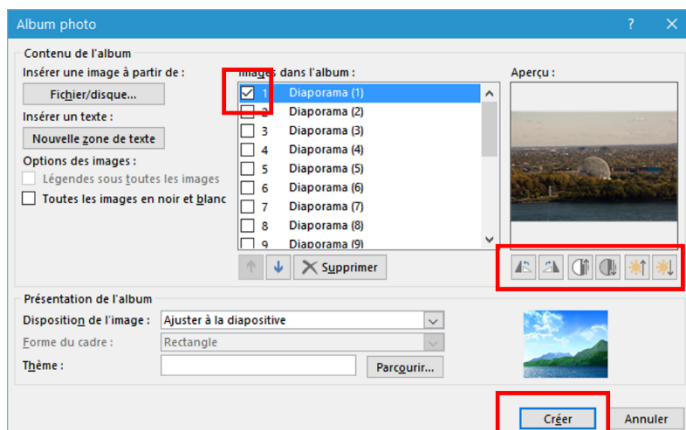 Album photo
Contenu de l'album
Insérer une image à partir de :
Fichier/disque...
Insérer un texte :
Nouvelle zone de texte
Options des images :
Légendes sous toutes les images
Toutes les images en noir et blanc
Images dans l'album :
1 Diaporama (1)
2 Diaporama (2)
3 Diaporama (3)
4 Diaporama (4)
5 Diaporama (5)
6 Diaporama (6)
7 Diaporama (7)
8 Diaporama (8)
9 Diaporama (9)
Supprimer
Aperçu :
Présentation de l'album
Disposition de l'image : Ajuster à la diapositive
Forme du cadre : Rectangle
Thème : Parcourir...
Créer Annuler